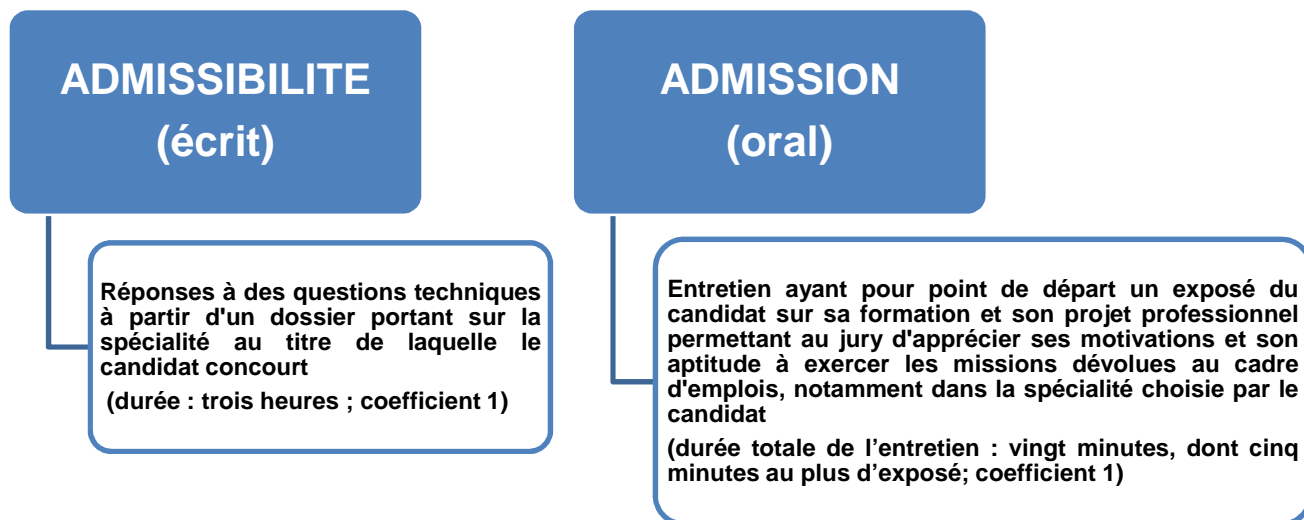 ADMISSIBILITE
(écrit)
Réponses à des questions techniques
à partir d'un dossier portant sur la
spécialité au titre de laquelle le
candidat concourt
(durée : trois heures ; coefficient 1)
ADMISSION
(oral)
Entretien ayant pour point de départ un exposé du
candidat sur sa formation et son projet professionnel
permettant au jury d'apprécier ses motivations et son
aptitude à exercer les missions dévolues au cadre
d'emplois, notamment dans la spécialité choisie par le
candidat
(durée totale de l’entretien : vingt minutes, dont cinq
minutes au plus d’exposé; coefficient 1)